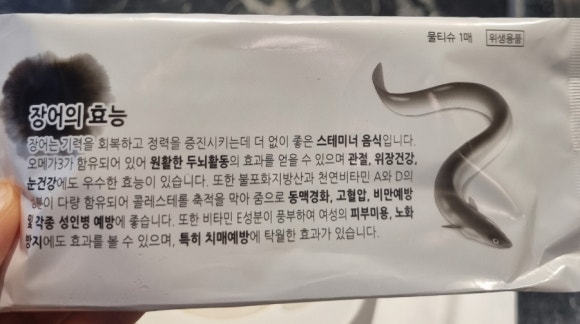 물티슈 1매 위생용품
장어의 효능
장어는 기력을 회복하고 정력을 증진시키는데 더 없이 좋은 스테미너 음식입니다.
오메가3가 함유되어 있어 원활한 두뇌활동의 효과를 얻을 수 있으며 관절, 위장건강,
눈건강에도 우수한 효능이 있습니다. 또한 불포화지방산과 천연비타민 A와 D의
성분이 다량 함유되어 콜레스테롤 축적을 막아 줌으로 동맥경화, 고혈압, 비만예방
및 각종 성인병 예방에 좋습니다. 또한 비타민 E성분이 풍부하여 여성의 피부미용, 노화
방지에도 효과를 볼 수 있으며, 특히 치매예방에 탁월한 효과가 있습니다.